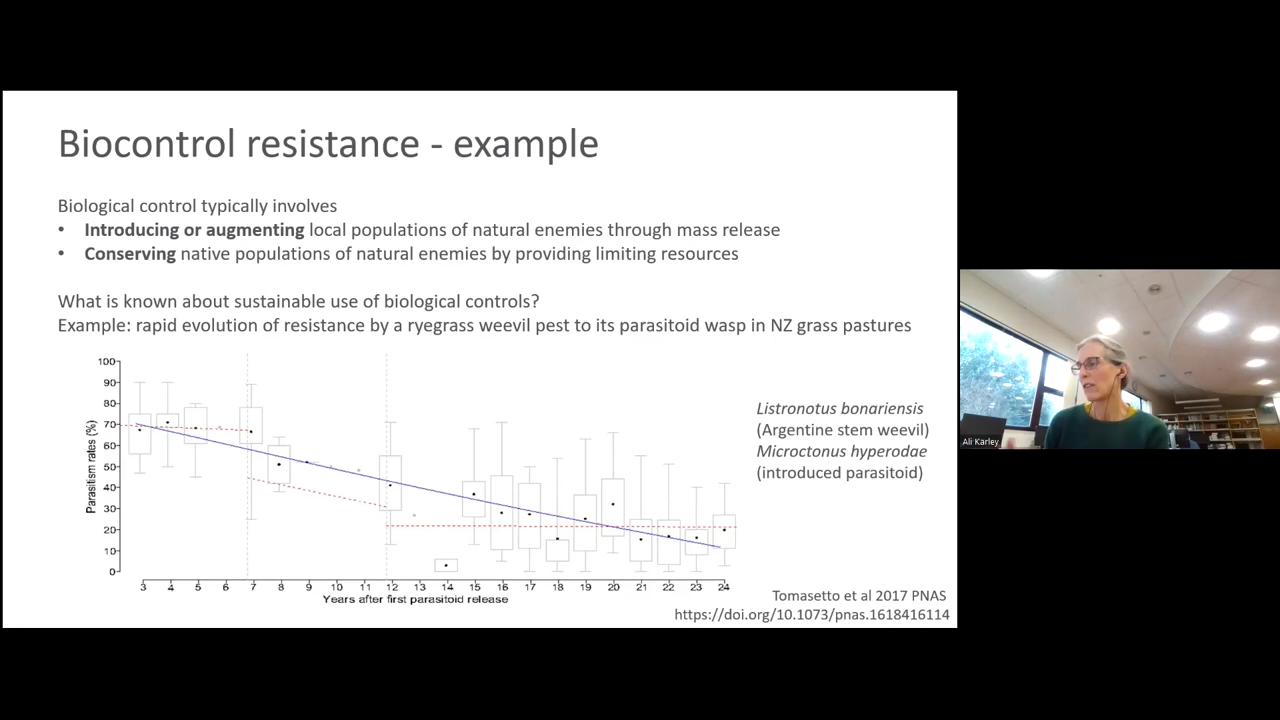 Biocontrol resistance - example
Biological control typically involves
• Introducing or augmenting local populations of natural enemies through mass release
• Conserving native populations of natural enemies by providing limiting resources
What is known about sustainable use of biological controls?
Example: rapid evolution of resistance by a ryegrass weevil pest to its parasitoid wasp in NZ grass pastures
100
90
80
70
60
50
40
30
20
10
0
Parasitism rates (%)
3 4 5 6 7 8 9 10 11 12 13 14 15 16 17 18 19 20 21 22 23 24
Years after first parasitoid release
Listronotus bonariensis
(Argentine stem weevil)
Microctonus hyperodae
(introduced parasitoid)
Tomasetto et al 2017 PNAS
https://doi.org/10.1073/pnas.1618416114
Ali Karley